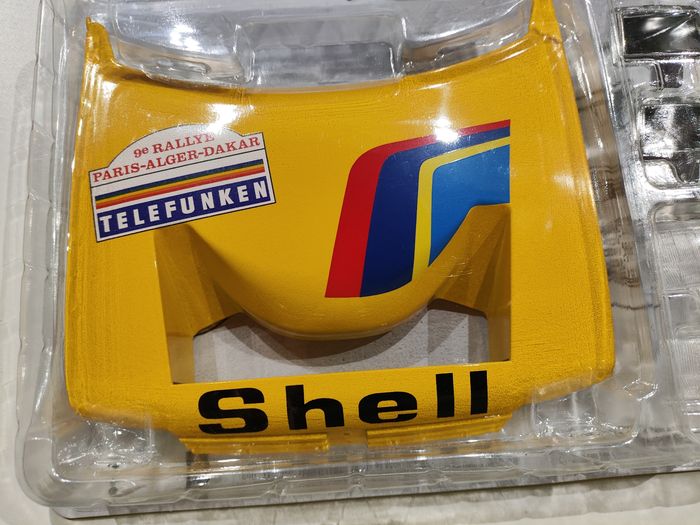 9e RALLYE
PARIS-ALGER-DAKAR
TELEFUNKEN
Shell